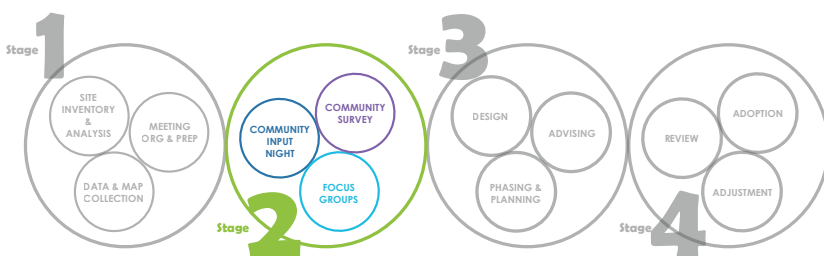 Stage 1
SITE
INVENTORY
&
ANALYSIS
MEETING
ORG & PREP
DATA & MAP
COLLECTION
Stage 2
COMMUNITY
INPUT
NIGHT
COMMUNITY
SURVEY
FOCUS
GROUPS
Stage 3
DESIGN
ADVISING
PHASING &
PLANNING
Stage 4
REVIEW
ADOPTION
ADJUSTMENT